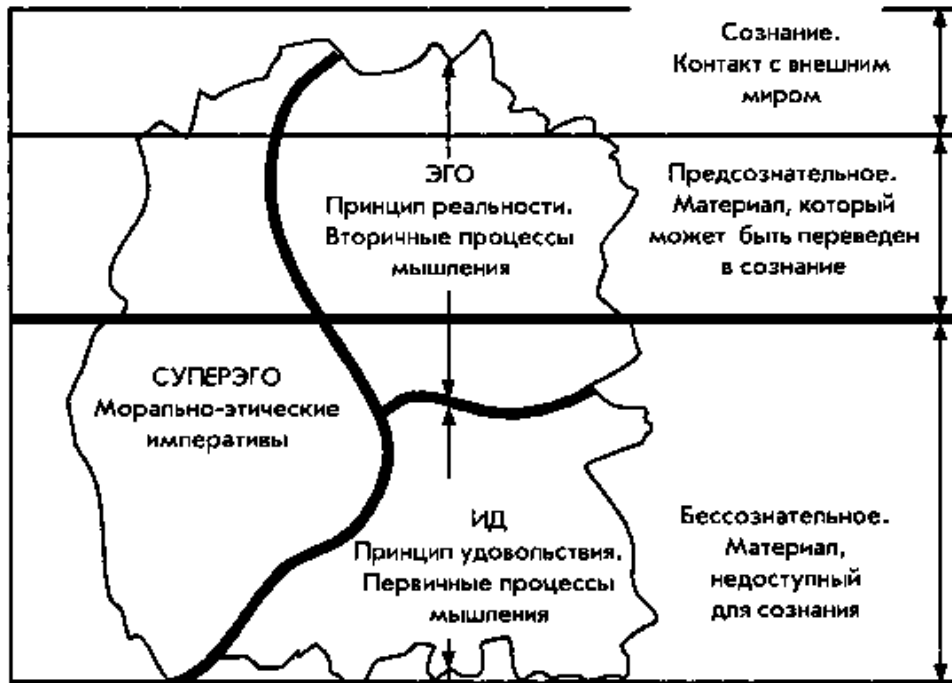 Сознание.
Контакт с внешним
миром
ЭГО
Принцип реальности.
Вторичные процессы
мышления
Предсознательное.
Материал, который
может быть переведен
в сознание
СУПЕРЭГО
Морально-этические
императивы
ИД
Принцип удовольствия.
Первичные процессы
мышления
Бессознательное.
Материал,
недоступный
для сознания